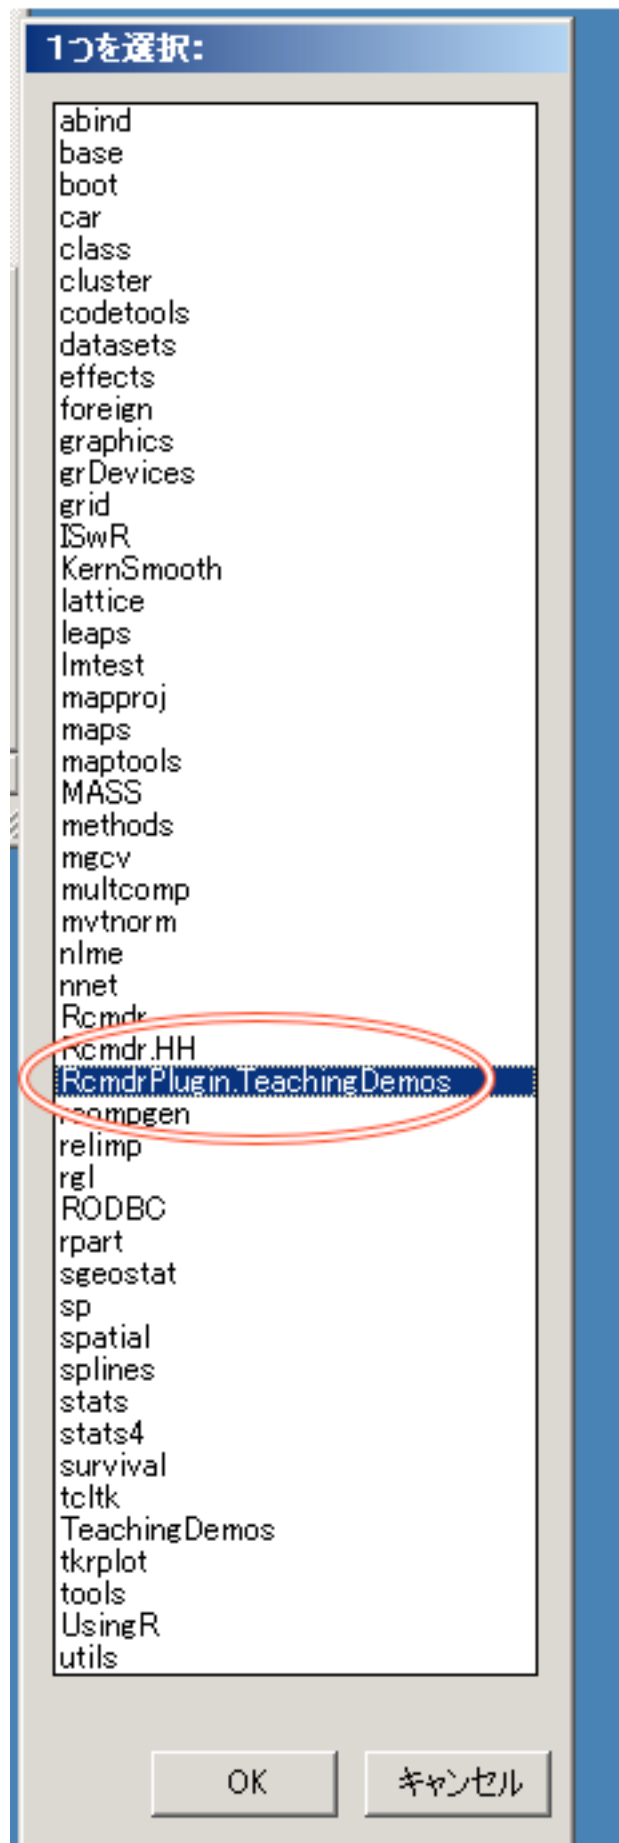 1つを選択:
abind
base
boot
car
class
cluster
codetools
datasets
effects
foreign
graphics
grDevices
grid
ISwR
KernSmooth
lattice
leaps
lmtest
mapproj
maps
maptools
MASS
methods
mgcv
multcomp
mvtnorm
nlme
nnet
Rcmdr
Rcmdr.HH
RcmdrPlugin.TeachingDemos
rcompgen
relimp
rgl
RODBC
rpart
sgeostat
sp
spatial
splines
stats
stats4
survival
tcltk
TeachingDemos
tkrplot
tools
UsingR
utils
OK
キャンセル